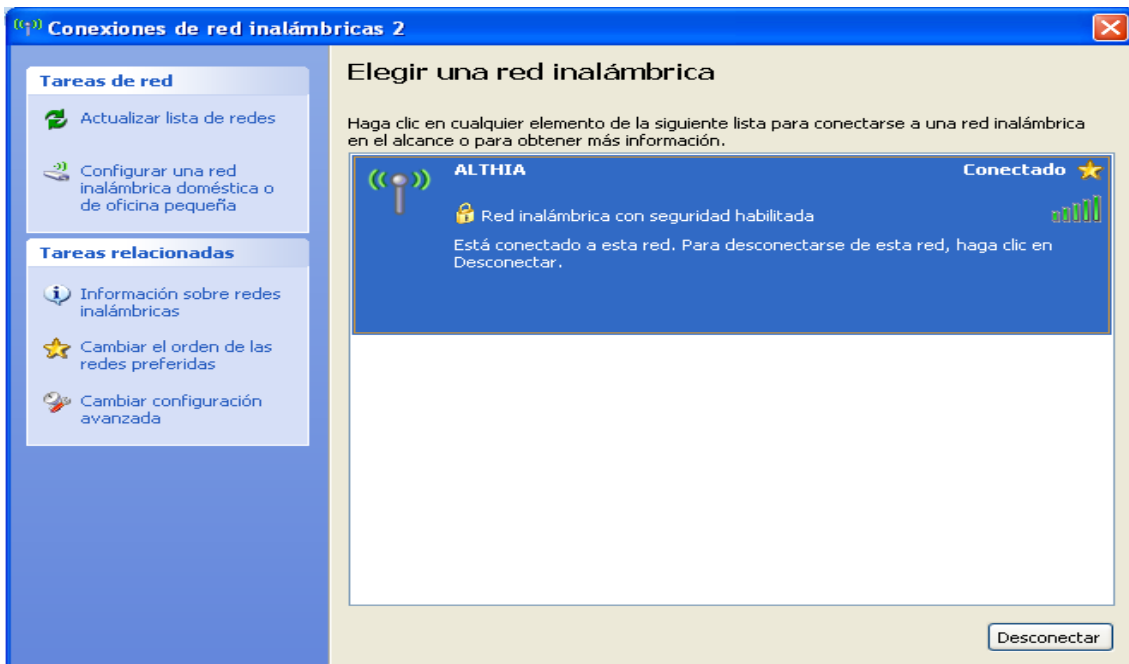 Conexiones de red inalámbricas 2
Tareas de red
Actualizar lista de redes
Configurar una red
inalámbrica doméstica o
de oficina pequeña
Tareas relacionadas
Información sobre redes
inalámbricas
Cambiar el orden de las
redes preferidas
Cambiar configuración
avanzada
Elegir una red inalámbrica
Haga clic en cualquier elemento de la siguiente lista para conectarse a una red inalámbrica
en el alcance o para obtener más información.
ALTHIA Conectado
Red inalámbrica con seguridad habilitada
Está conectado a esta red. Para desconectarse de esta red, haga clic en
Desconectar.
Desconectar